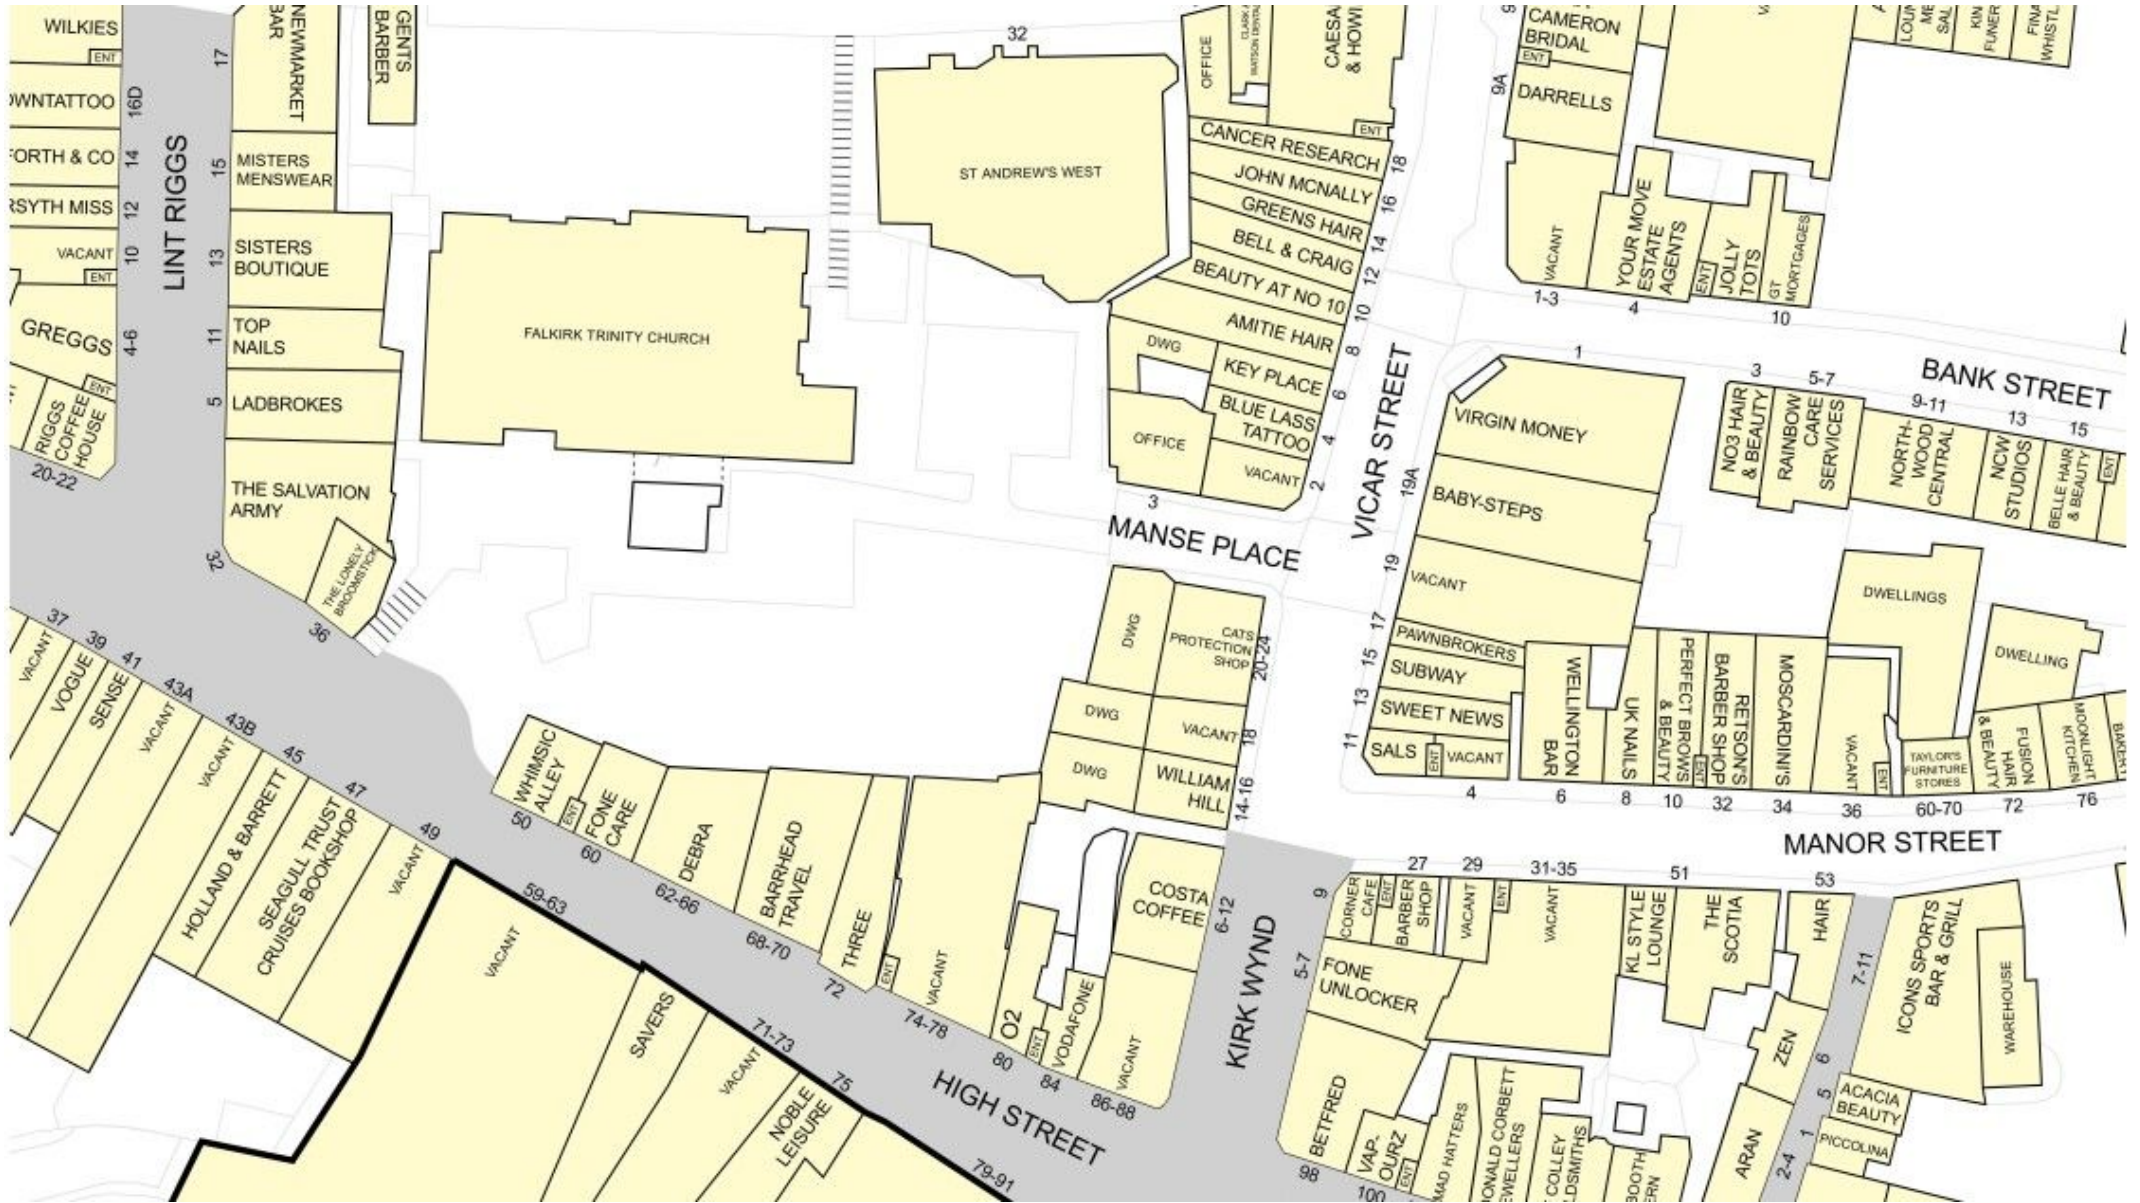 WILKIES
ENT
16D
14
FORTH & CO
12
RSYTH MISS
VACANT
10
ENT
GREGGS
4-6
ENT
RIGGS
COFFEE
HOUSE
20-22
LINT RIGGS
17
NEWMARKET
BAR
GENTS
BARBER
15
MISTERS
MENSWEAR
13
SISTERS
BOUTIQUE
11
TOP
NAILS
5
LADBROKES
THE SALVATION
ARMY
THE LONELY
BROOMSTICK
36
FALKIRK TRINITY CHURCH
32
ST ANDREW'S WEST
OFFICE
ENT
CANCER RESEARCH
18
JOHN MCNALLY
16
GREENS HAIR
14
BELL & CRAIG
12
BEAUTY AT NO 10
10
AMITIE HAIR
8
DWG
KEY PLACE
6
BLUE LASS
TATTOO
4
OFFICE
VACANT
2
3
MANSE PLACE
VICAR STREET
CAMERON
BRIDAL
ENT
9A
DARRELLS
VACANT
1-3
YOUR MOVE
ESTATE
AGENTS
4
ENT
JOLLY
TOTS
GT
MORTGAGES
10
BANK STREET
1
VIRGIN MONEY
19A
BABY-STEPS
19
VACANT
17
PAWNBROKERS
15
SUBWAY
13
SWEET NEWS
11
SALS
ENT
VACANT
4
3
NO3 HAIR
& BEAUTY
5-7
RAINBOW
CARE
SERVICES
9-11
NORTH-
WOOD
CENTRAL
13
NCW
STUDIOS
15
BELLE HAIR
& BEAUTY
ENT
DWELLINGS
DWELLING
WELLINGTON
BAR
6
UK NAILS
8
PERFECT BROWS
& BEAUTY
10
ENT
RETSON'S
BARBER SHOP
32
MOSCARDINI'S
34
VACANT
36
ENT
TAYLOR'S
FURNITURE
STORES
60-70
FUSION
HAIR
& BEAUTY
72
MOONLIGHT
KITCHEN
76
MANOR STREET
DWG
CATS
PROTECTION
SHOP
20-24
DWG
VACANT
18
DWG
WILLIAM
HILL
14-16
COSTA
COFFEE
6-12
KIRK WYND
37
VACANT
39
VOGUE
41
SENSE
43A
VACANT
43B
VACANT
45
HOLLAND & BARRETT
47
SEAGULL TRUST
CRUISES BOOKSHOP
49
VACANT
WHIMSIC
ALLEY
50
ENT
FONE
CARE
60
DEBRA
62-66
BARRHEAD
TRAVEL
68-70
THREE
72
ENT
VACANT
74-78
O2
80
ENT
VODAFONE
84
VACANT
86-88
59-63
VACANT
SAVERS
71-73
VACANT
75
NOBLE
LEISURE
79-91
HIGH STREET
9
CORNER
CAFE
ENT
27
BARBER
SHOP
29
VACANT
ENT
31-35
VACANT
KL STYLE
LOUNGE
51
THE
SCOTIA
53
HAIR
5-7
FONE
UNLOCKER
BETFRED
98
VAP-
OURZ
ENT
100
MAD HATTERS
ZEN
6
ARAN
7-11
ICONS SPORTS
BAR & GRILL
WAREHOUSE
5
ACACIA
BEAUTY
1
PICCOLINA
2-4